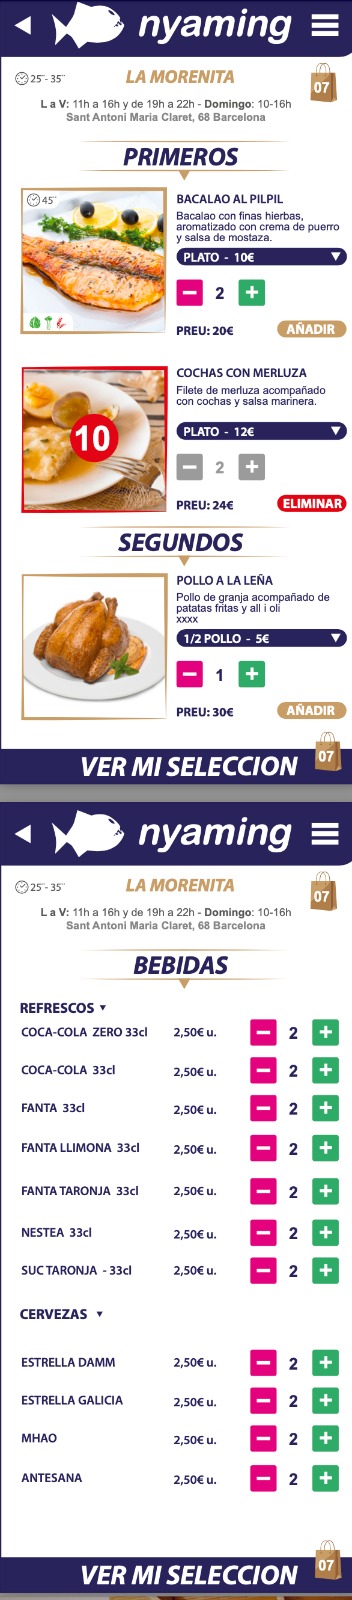 nyaming
25´´- 35´´
LA MORENITA
07
L a V: 11h a 16h y de 19h a 22h - Domingo: 10-16h
Sant Antoni Maria Claret, 68 Barcelona
PRIMEROS
45´´
BACALAO AL PILPIL
Bacalao con finas hierbas,
aromatizado con crema de puerro
y salsa de mostaza.
PLATO - 10€
2
PREU: 20€
AÑADIR
10
COCHAS CON MERLUZA
Filete de merluza acompañado
con cochas y salsa marinera.
PLATO - 12€
2
PREU: 24€
ELIMINAR
SEGUNDOS
POLLO A LA LEÑA
Pollo de granja acompañado de
patatas fritas y all i oli
xxxx
1/2 POLLO - 5€
1
PREU: 30€
AÑADIR
VER MI SELECCION
07
nyaming
25´´- 35´´
LA MORENITA
07
L a V: 11h a 16h y de 19h a 22h - Domingo: 10-16h
Sant Antoni Maria Claret, 68 Barcelona
BEBIDAS
REFRESCOS
COCA-COLA ZERO 33cl 2,50€ u. 2
COCA-COLA 33cl 2,50€ u. 2
FANTA 33cl 2,50€ u. 2
FANTA LLIMONA 33cl 2,50€ u. 2
FANTA TARONJA 33cl 2,50€ u. 2
NESTEA 33cl 2,50€ u. 2
SUC TARONJA - 33cl 2,50€ u. 2
CERVEZAS
ESTRELLA DAMM 2,50€ u. 2
ESTRELLA GALICIA 2,50€ u. 2
MHAO 2,50€ u. 2
ANTESANA 2,50€ u. 2
VER MI SELECCION
07